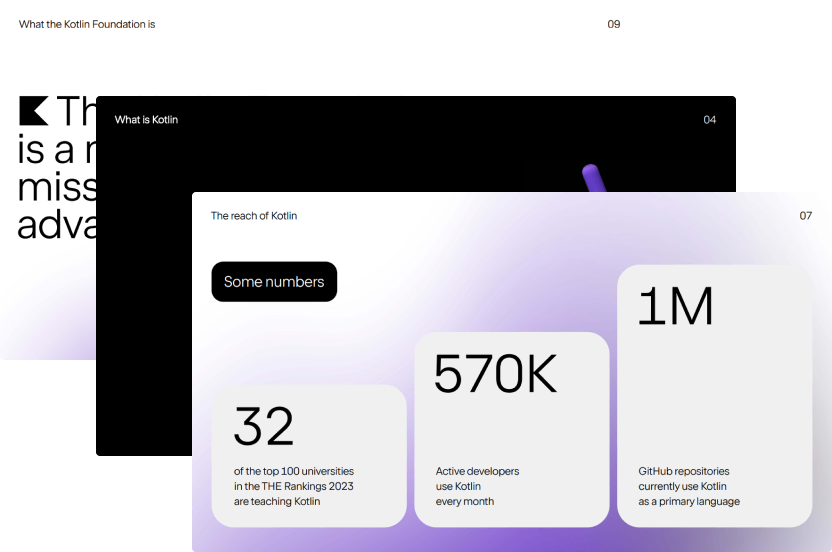 What the Kotlin Foundation is
09
is a
miss
adva
What is Kotlin
04
The reach of Kotlin
07
Some numbers
32
of the top 100 universities
in the THE Rankings 2023
are teaching Kotlin
570K
Active developers
use Kotlin
every month
1M
GitHub repositories
currently use Kotlin
as a primary language